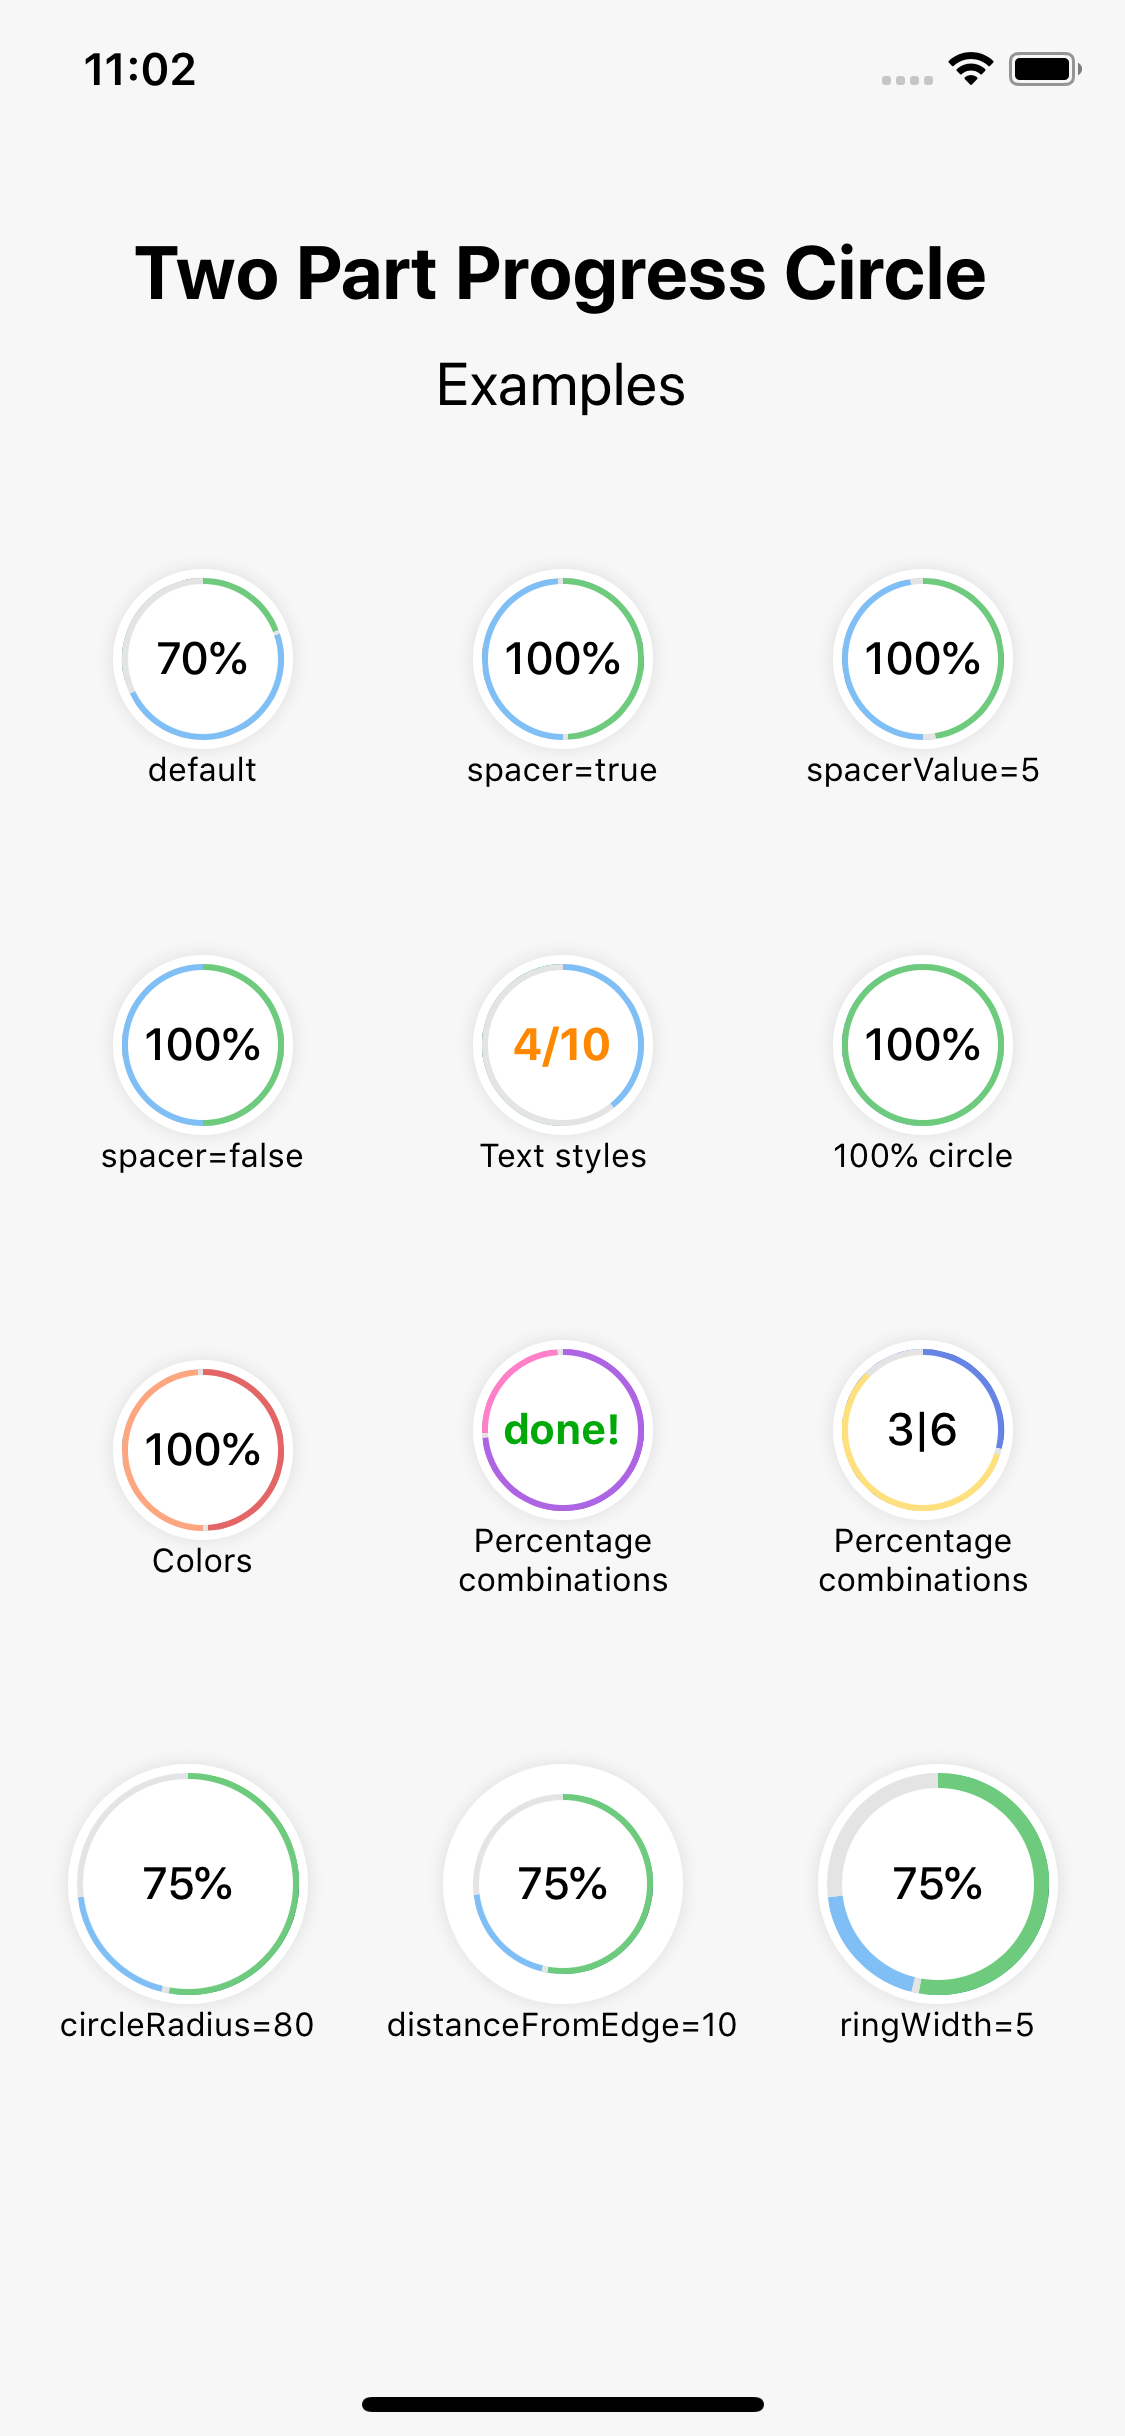 11:02
Two Part Progress Circle
Examples
70%
100%
100%
default
spacer=true
spacerValue=5
100%
4/10
100%
spacer=false
Text styles
100% circle
100%
done!
3|6
Colors
Percentage
combinations
Percentage
combinations
75%
75%
75%
circleRadius=80
distanceFromEdge=10
ringWidth=5